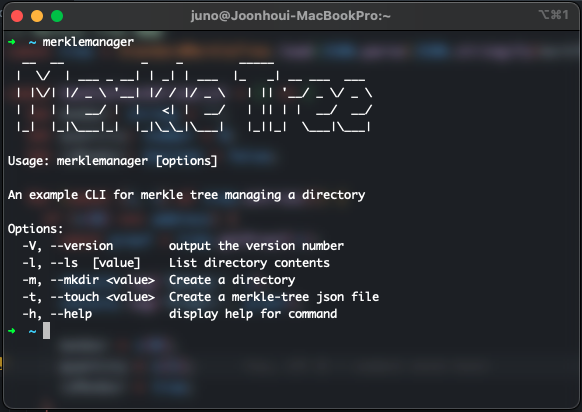 juno@Joonhoui-MacBookPro:~
⌥⌘1
➜ ~ merklemanager
Merkle Tree
Usage: merklemanager [options]
An example CLI for merkle tree managing a directory
Options:
-V, --version output the version number
-l, --ls [value] List directory contents
-m, --mkdir <value> Create a directory
-t, --touch <value> Create a merkle-tree json file
-h, --help display help for command
➜ ~